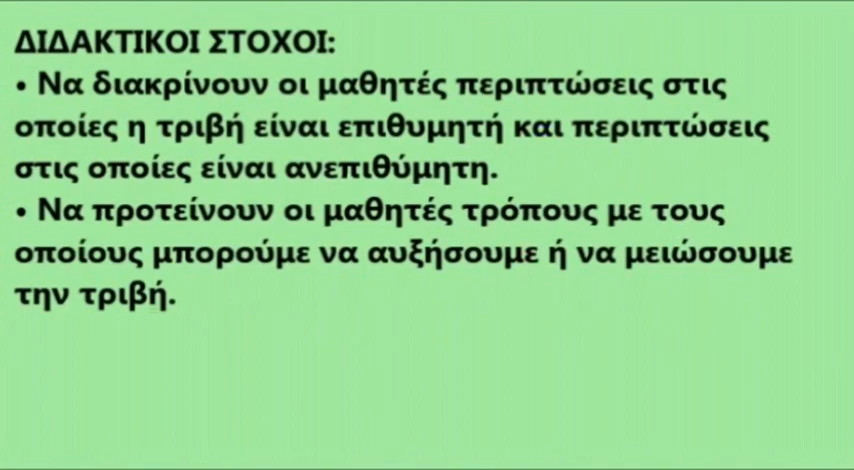 ΔΙΔΑΚΤΙΚΟΙ ΣΤΟΧΟΙ:
• Να διακρίνουν οι μαθητές περιπτώσεις στις
οποίες η τριβή είναι επιθυμητή και περιπτώσεις
στις οποίες είναι ανεπιθύμητη.
• Να προτείνουν οι μαθητές τρόπους με τους
οποίους μπορούμε να αυξήσουμε ή να μειώσουμε
την τριβή.